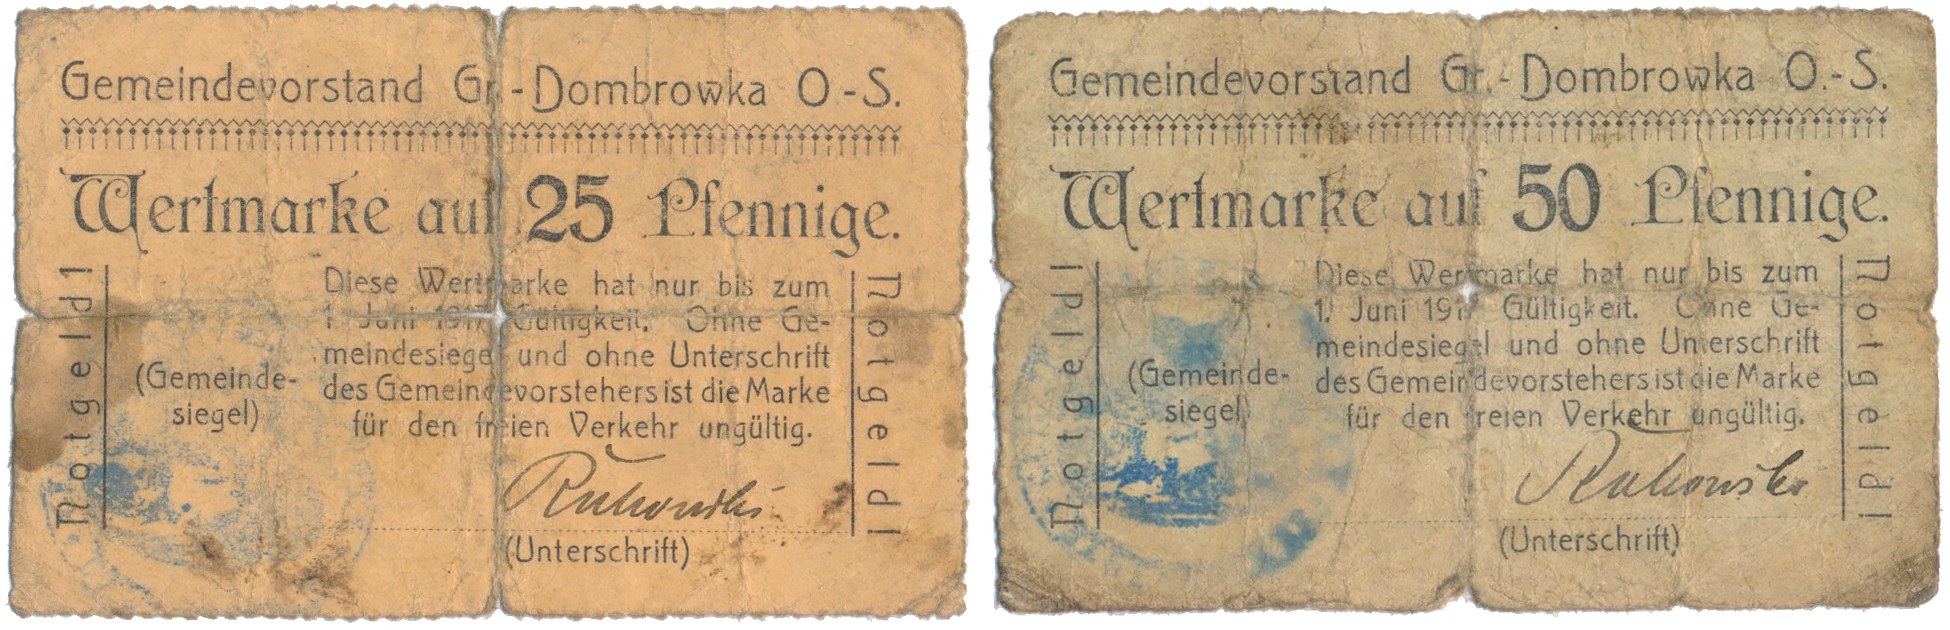 Gemeindevorstand Gr.-Dombrowka O.-S.
Wertmarke auf 25 Pfennige.
Notgeld!
(Gemeinde-
siegel)
Diese Wertmarke hat nur bis zum
1. Juni 1917 Gültigkeit. Ohne Ge-
meindesiegel und ohne Unterschrift
des Gemeindevorstehers ist die Marke
für den freien Verkehr ungültig.
(Unterschrift)
Notgeld!
Gemeindevorstand Gr.-Dombrowka O.-S.
Wertmarke auf 50 Pfennige.
Notgeld!
(Gemeinde-
siegel)
Diese Wertmarke hat nur bis zum
1. Juni 1917 Gültigkeit. Ohne Ge-
meindesiegel und ohne Unterschrift
des Gemeindevorstehers ist die Marke
für den freien Verkehr ungültig.
(Unterschrift)
Notgeld!